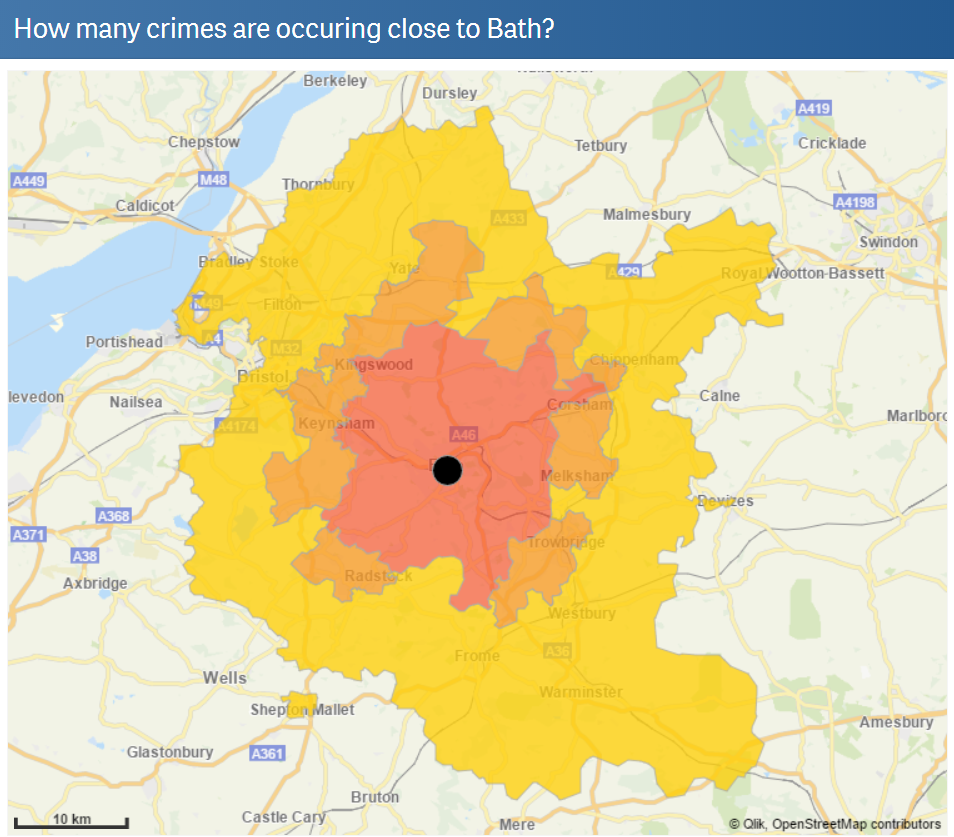 How many crimes are occuring close to Bath?
Berkeley
Dursley
A419
Tetbury
Cricklade
Chepstow
A449
M48
Thornbury
Caldicot
A4198
A433
Malmesbury
Swindon
Bradley Stoke
Yate
A429
Royal Wootton Bassett
M49
Filton
A4
Portishead
M32
Kingswood
Chippenham
Bristol
levedon
Nailsea
Calne
Corsham
Marlboro
A4174
Keynsham
A46
Melksham
Devizes
A368
A371
Trowbridge
A38
Axbridge
Radstock
Westbury
Frome
A36
Wells
Warminster
Shepton Mallet
Amesbury
Glastonbury
A361
Bruton
Castle Cary
Mere
10 km
© Qlik, OpenStreetMap contributors